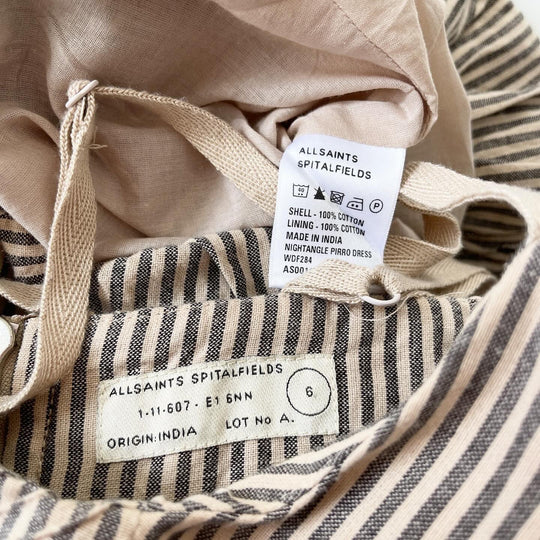 ALLSAINTS
SPITALFIELDS
40 P
SHELL - 100% COTTON
LINING - 100% COTTON
MADE IN INDIA
NIGHTANGLE PIRRO DRESS
WDF284
ALLSAINTS SPITALFIELDS
1-11-607 - E1 6NN
6
ORIGIN:INDIA LOT No A.